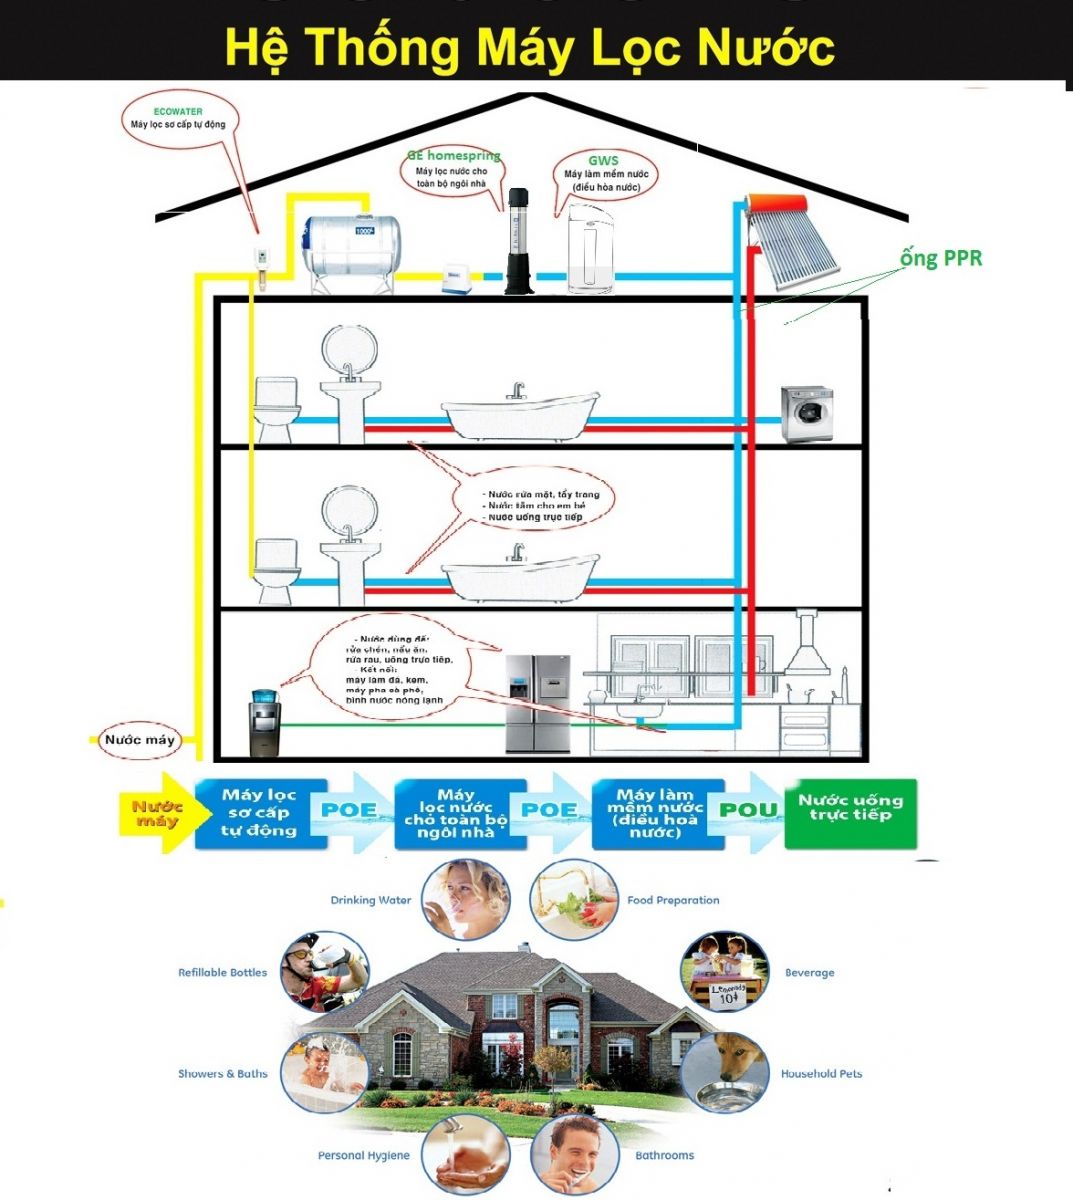 Hệ Thống Máy Lọc Nước
ECOWATER
Máy lọc sơ cấp tự động
GE homespring
Máy lọc nước cho
toàn bộ ngôi nhà
GWS
Máy làm mềm nước
(điều hòa nước)
1000L
ống PPR
- Nước rửa mặt, tẩy trang
- Nước tắm cho em bé
- Nước uống trực tiếp
- Nước dùng để:
rửa chén, nấu ăn,
rửa rau, uống trực tiếp.
- Kết nối:
máy làm đá, kem,
máy pha cà phê,
bình nước nóng lạnh
Nước máy
Nước
máy
Máy lọc
sơ cấp
tự động
POE
Máy
lọc nước
cho toàn bộ
ngôi nhà
POE
Máy làm
mềm nước
(điều hoà
nước)
POU
Nước uống
trực tiếp
Drinking Water
Food Preparation
Refillable Bottles
Beverage
Lemonade
10¢
Showers & Baths
Household Pets
Personal Hygiene
Bathrooms